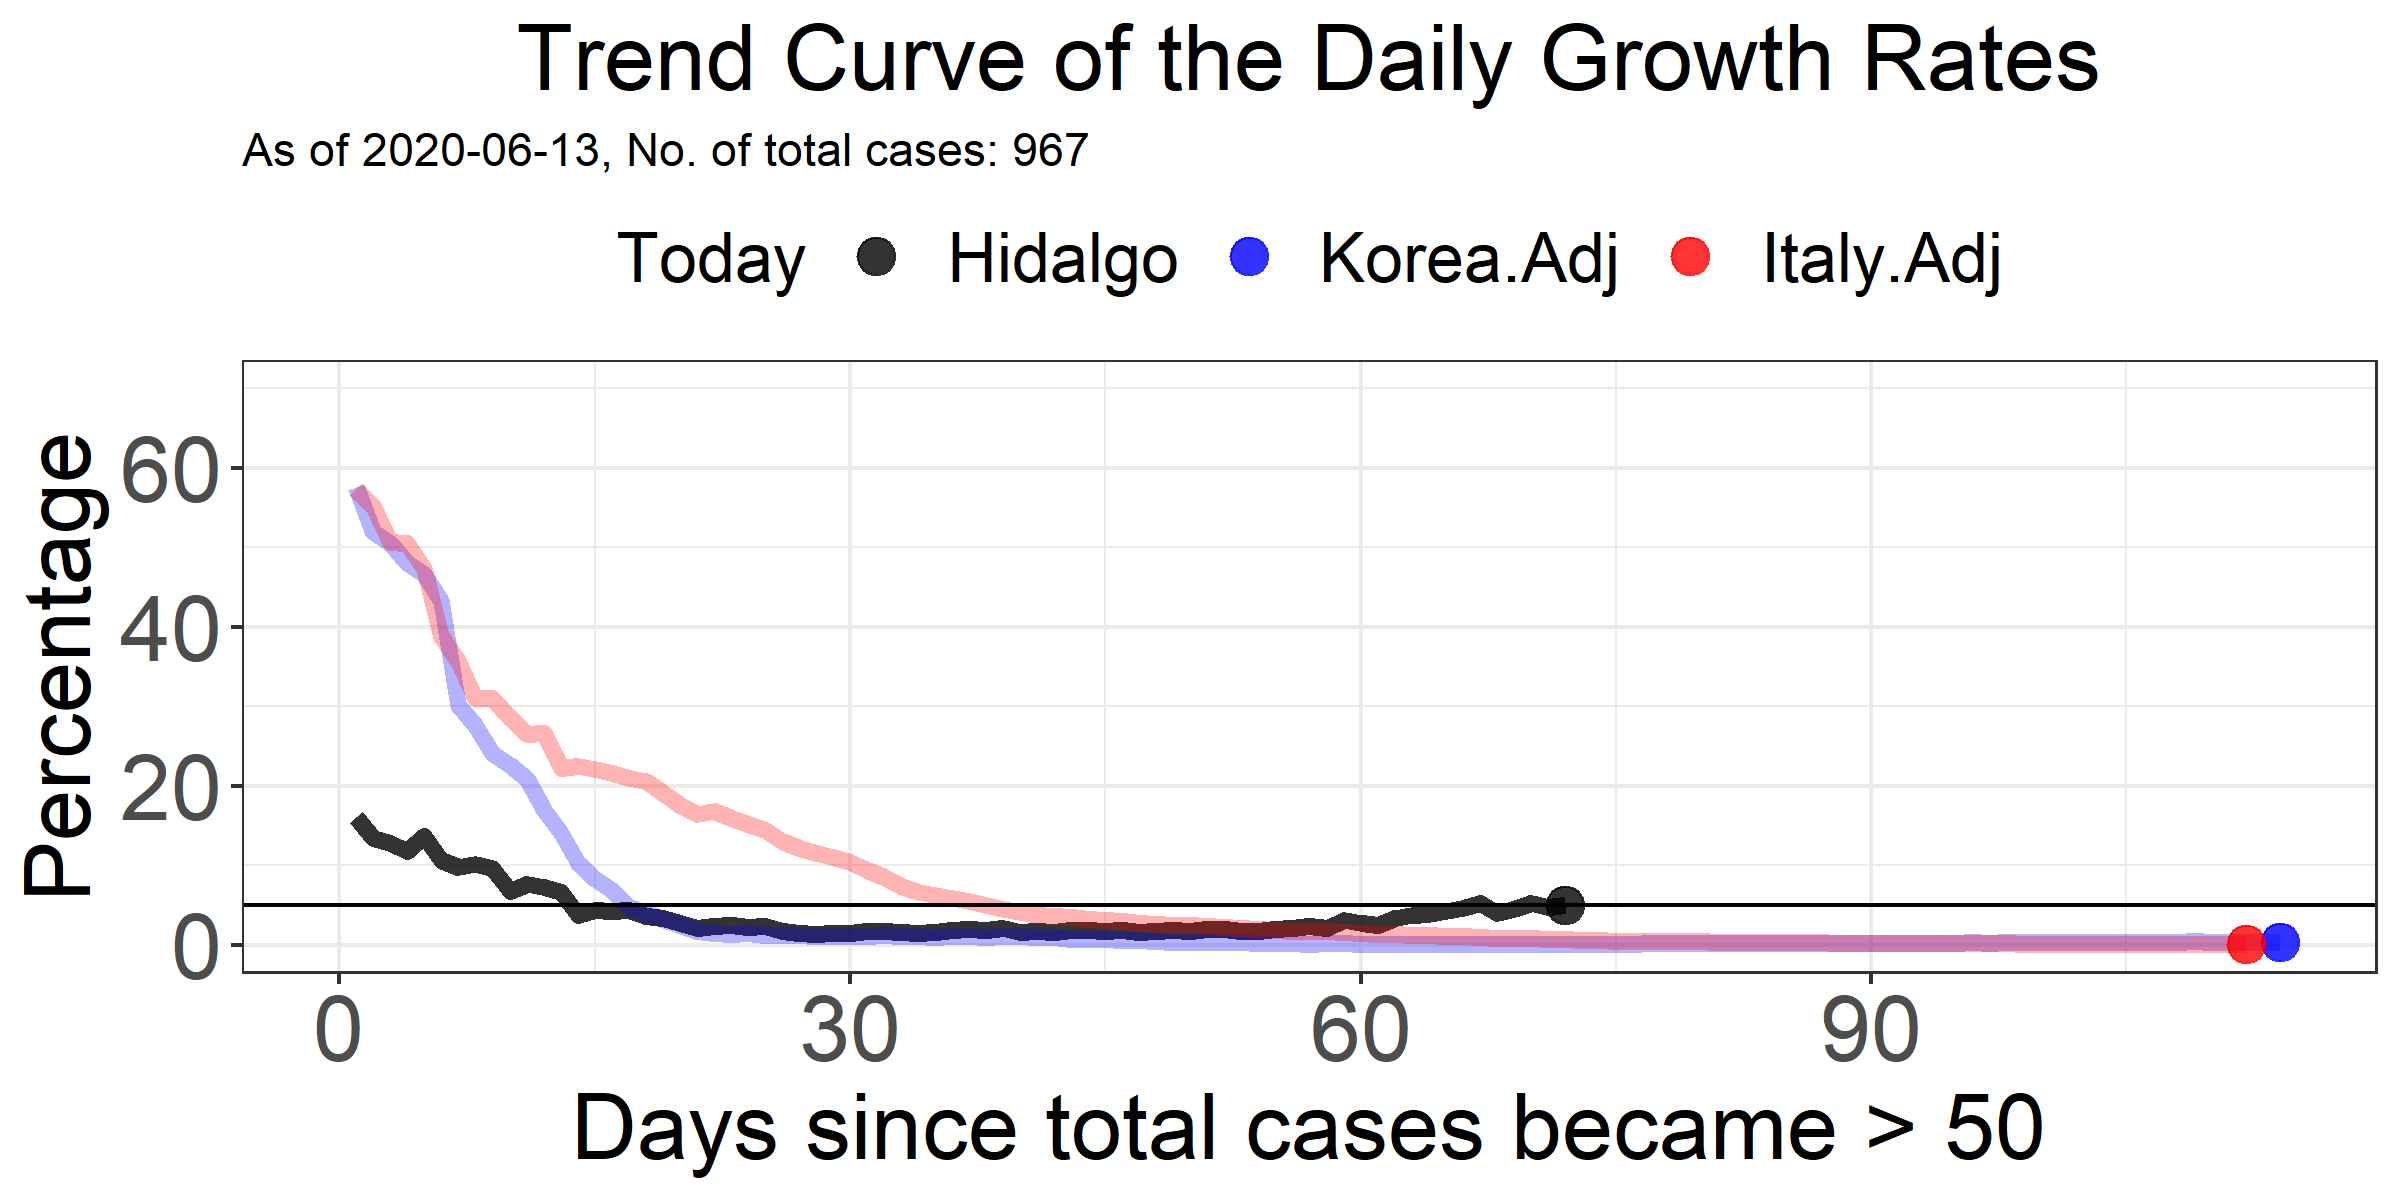 Trend Curve of the Daily Growth Rates
As of 2020-06-13, No. of total cases: 967
Today Hidalgo Korea.Adj Italy.Adj
Percentage
60
40
20
0
0 30 60 90
Days since total cases became > 50